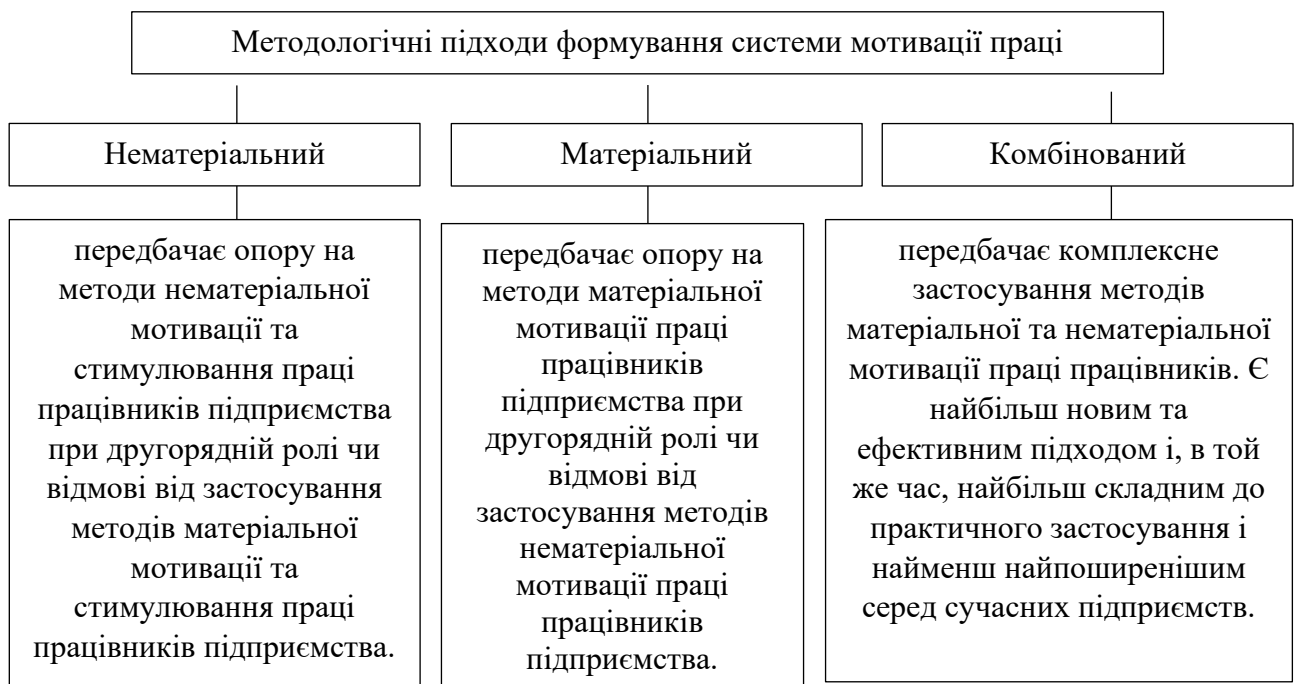 Методологічні підходи формування системи мотивації праці
Нематеріальний
передбачає опору на
методи нематеріальної
мотивації та
стимулювання праці
працівників підприємства
при другорядній ролі чи
відмові від застосування
методів матеріальної
мотивації та
стимулювання праці
працівників підприємства.
Матеріальний
передбачає опору на
методи матеріальної
мотивації праці
працівників
підприємства при
другорядній ролі чи
відмові від
застосування методів
нематеріальної
мотивації праці
працівників
підприємства.
Комбінований
передбачає комплексне
застосування методів
матеріальної та нематеріальної
мотивації праці працівників. Є
найбільш новим та
ефективним підходом і, в той
же час, найбільш складним до
практичного застосування і
найменш найпоширенішим
серед сучасних підприємств.